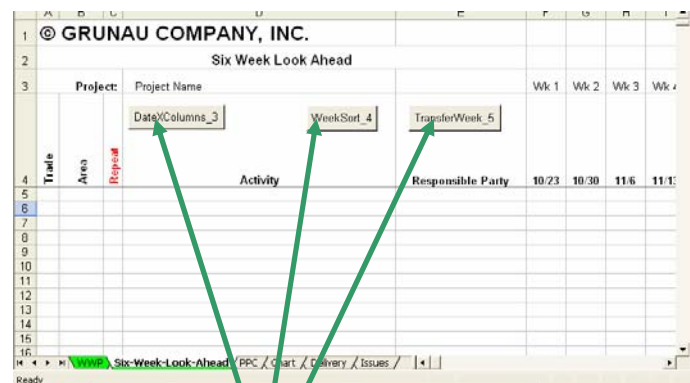 A B C D E F G H I
1 © GRUNAU COMPANY, INC.
2 Six Week Look Ahead
3 Project: Project Name Wk 1 Wk 2 Wk 3 Wk
DateXColumns_3 WeekSort_4 TransferWeek_5
4 Trade Area Repeat Activity Responsible Party 10/23 10/30 11/6 11/13
5
6
7
8
9
10
11
12
13
14
15
16
WWP Six-Week-Look-Ahead PPC Chart Delivery Issues
Ready